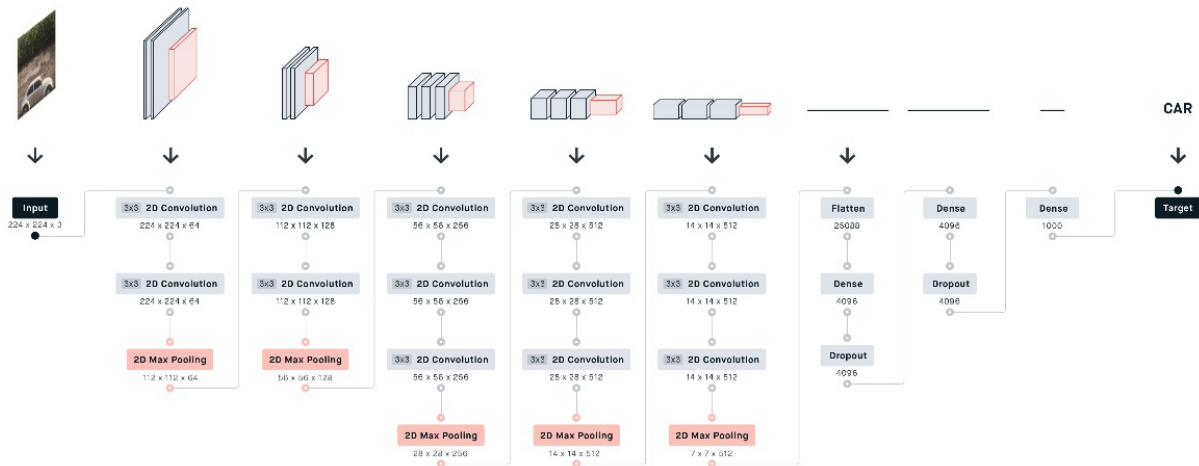 CAR
Input
224 x 224 x 3
3x3 2D Convolution
224 x 224 x 64
3x3 2D Convolution
224 x 224 x 64
2D Max Pooling
112 x 112 x 64
3x3 2D Convolution
112 x 112 x 128
3x3 2D Convolution
112 x 112 x 128
2D Max Pooling
56 x 56 x 128
3x3 2D Convolution
56 x 56 x 256
3x3 2D Convolution
56 x 56 x 256
3x3 2D Convolution
56 x 56 x 256
2D Max Pooling
28 x 28 x 256
3x3 2D Convolution
28 x 28 x 512
3x3 2D Convolution
28 x 28 x 512
3x3 2D Convolution
28 x 28 x 512
2D Max Pooling
14 x 14 x 512
3x3 2D Convolution
14 x 14 x 512
3x3 2D Convolution
14 x 14 x 512
3x3 2D Convolution
14 x 14 x 512
2D Max Pooling
7 x 7 x 512
Flatten
25088
Dense
4096
Dropout
4096
Dense
4096
Dropout
4096
Dense
1000
Target